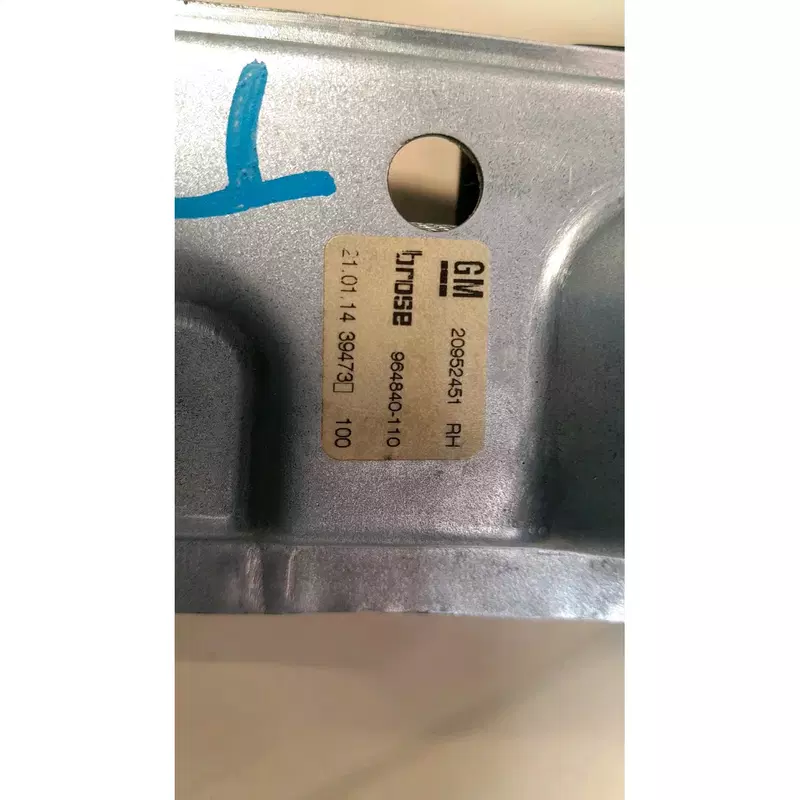 GM 20952451 RH
brose 964840-110
21.01.14 39473▯ 100